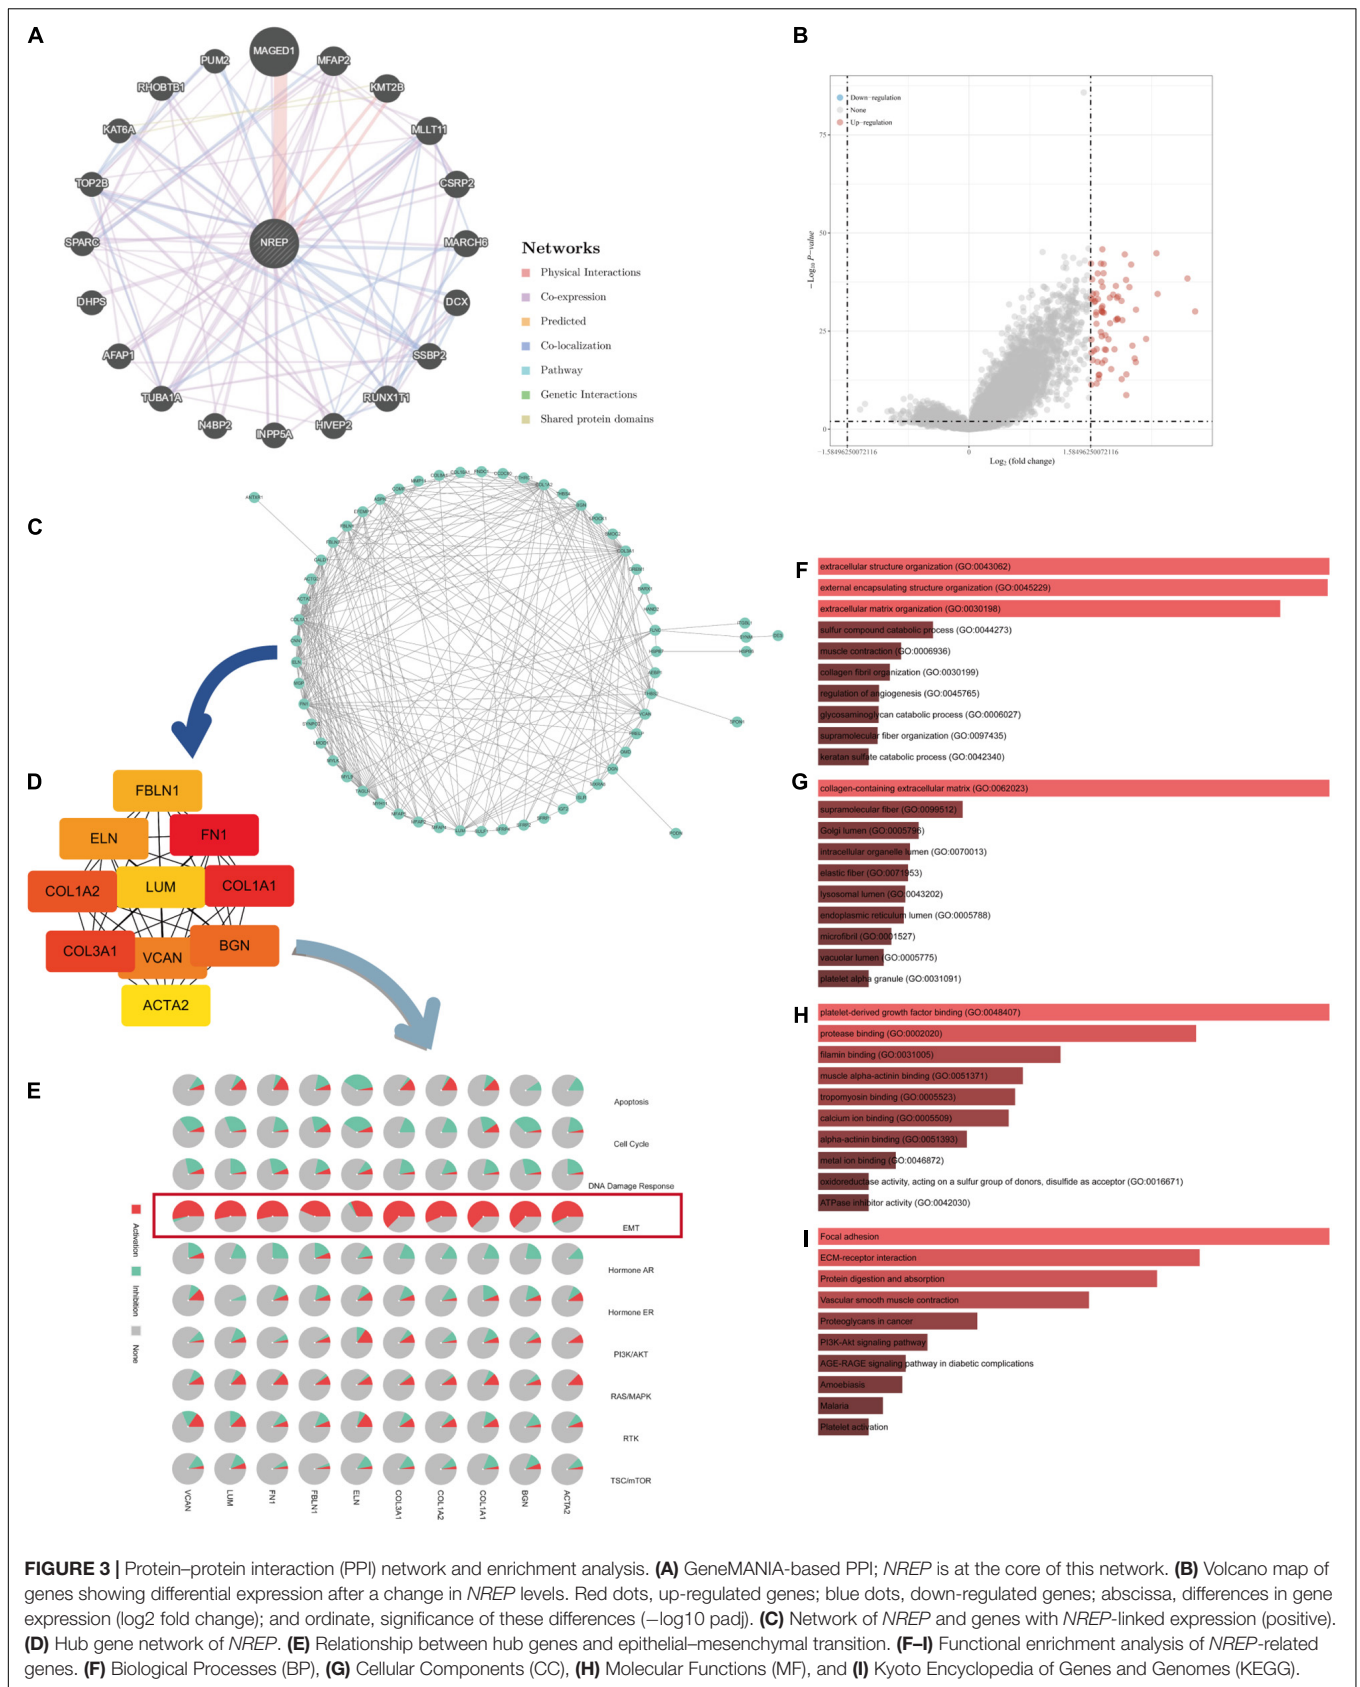 A
MAGED1
PUM2
MFAP2
RHOBTB1
KMT2B
KAT6A
MLLT11
TOP2B
CSRP2
SPARC
NREP
MARCH6
DHPS
DCX
AFAP1
SSBP2
TUBA1A
RUNX1T1
N4BP2
INPP5A
HIVEP2
Networks
Physical Interactions
Co-expression
Predicted
Co-localization
Pathway
Genetic Interactions
Shared protein domains
B
Down-regulation
None
Up-regulation
75
50
25
0
−Log₁₀ P-value
−1.58496250072116
0
1.58496250072116
Log₂ (fold change)
C
D
FBLN1
ELN
FN1
COL1A2
LUM
COL1A1
COL3A1
VCAN
BGN
ACTA2
E
Apoptosis
Cell Cycle
DNA Damage Response
EMT
Hormone AR
Hormone ER
PI3K/AKT
RAS/MAPK
RTK
TSC/mTOR
Activation
Inhibition
None
VCAN
LUM
FN1
FBLN1
ELN
COL3A1
COL1A2
COL1A1
BGN
ACTA2
F
extracellular structure organization (GO:0043062)
external encapsulating structure organization (GO:0045229)
extracellular matrix organization (GO:0030198)
sulfur compound catabolic process (GO:0044273)
muscle contraction (GO:0006936)
collagen fibril organization (GO:0030199)
regulation of angiogenesis (GO:0045765)
glycosaminoglycan catabolic process (GO:0006027)
supramolecular fiber organization (GO:0097435)
keratan sulfate catabolic process (GO:0042340)
G
collagen-containing extracellular matrix (GO:0062023)
supramolecular fiber (GO:0099512)
Golgi lumen (GO:0005796)
intracellular organelle lumen (GO:0070013)
elastic fiber (GO:0071953)
lysosomal lumen (GO:0043202)
endoplasmic reticulum lumen (GO:0005788)
microfibril (GO:0001527)
vacuolar lumen (GO:0005775)
platelet alpha granule (GO:0031091)
H
platelet-derived growth factor binding (GO:0048407)
protease binding (GO:0002020)
filamin binding (GO:0031005)
muscle alpha-actinin binding (GO:0051371)
tropomyosin binding (GO:0005523)
calcium ion binding (GO:0005509)
alpha-actinin binding (GO:0051393)
metal ion binding (GO:0046872)
oxidoreductase activity, acting on a sulfur group of donors, disulfide as acceptor (GO:0016671)
ATPase inhibitor activity (GO:0042030)
I
Focal adhesion
ECM-receptor interaction
Protein digestion and absorption
Vascular smooth muscle contraction
Proteoglycans in cancer
PI3K-Akt signaling pathway
AGE-RAGE signaling pathway in diabetic complications
Amoebiasis
Malaria
Platelet activation
FIGURE 3 | Protein–protein interaction (PPI) network and enrichment analysis. (A) GeneMANIA-based PPI; NREP is at the core of this network. (B) Volcano map of
genes showing differential expression after a change in NREP levels. Red dots, up-regulated genes; blue dots, down-regulated genes; abscissa, differences in gene
expression (log2 fold change); and ordinate, significance of these differences (−log10 padj). (C) Network of NREP and genes with NREP-linked expression (positive).
(D) Hub gene network of NREP. (E) Relationship between hub genes and epithelial–mesenchymal transition. (F–I) Functional enrichment analysis of NREP-related
genes. (F) Biological Processes (BP), (G) Cellular Components (CC), (H) Molecular Functions (MF), and (I) Kyoto Encyclopedia of Genes and Genomes (KEGG).